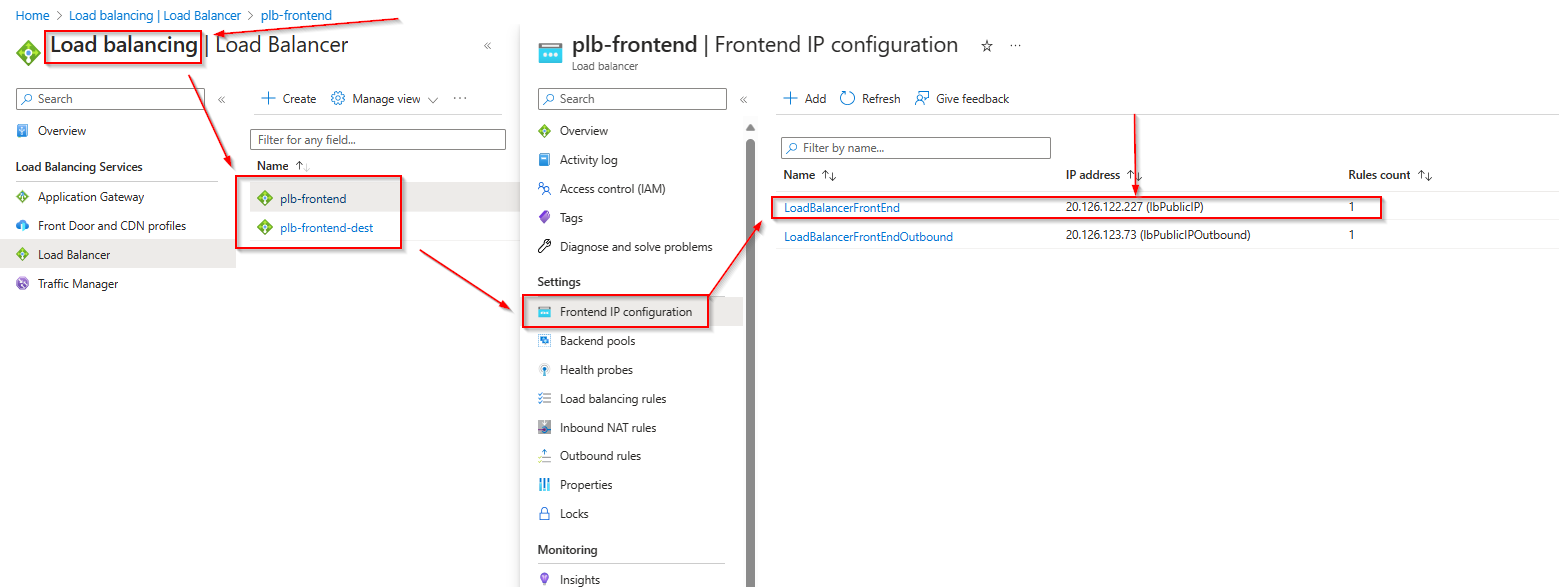 Home > Load balancing | Load Balancer > plb-frontend
Load balancing | Load Balancer
Search
Overview
Load Balancing Services
Application Gateway
Front Door and CDN profiles
Load Balancer
Traffic Manager
Create Manage view
Filter for any field...
Name
plb-frontend
plb-frontend-dest
plb-frontend | Frontend IP configuration
Load balancer
Search
Overview
Activity log
Access control (IAM)
Tags
Diagnose and solve problems
Settings
Frontend IP configuration
Backend pools
Health probes
Load balancing rules
Inbound NAT rules
Outbound rules
Properties
Locks
Monitoring
Insights
Add Refresh Give feedback
Filter by name...
Name IP address Rules count
LoadBalancerFrontEnd 20.126.122.227 (lbPublicIP) 1
LoadBalancerFrontEndOutbound 20.126.123.73 (lbPublicIPOutbound) 1